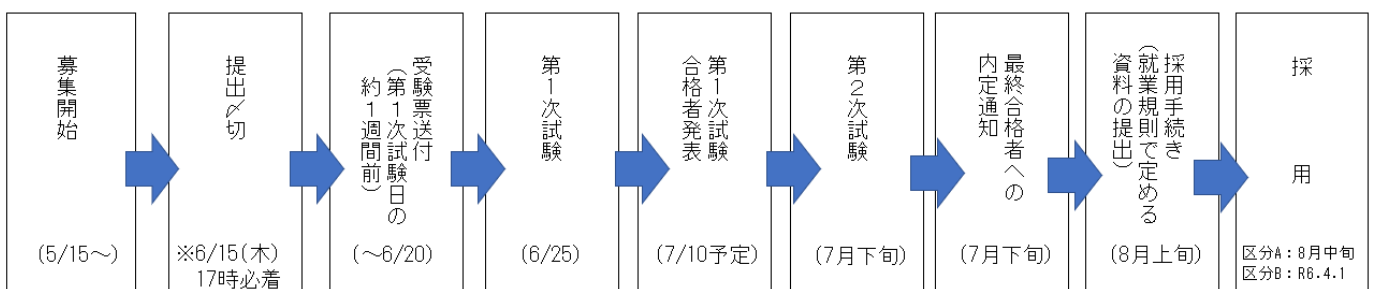 募集開始
(5/15～)
提出〆切
※6/15(木)
17時必着
受験票送付
(第1次試験日の
約1週間前)
(～6/20)
第1次試験
(6/25)
第1次試験
合格者発表
(7/10予定)
第2次試験
(7月下旬)
最終合格者への
内定通知
(7月下旬)
採用手続き
(就業規則で定める
資料の提出)
(8月上旬)
採用
区分A：8月中旬
区分B：R6.4.1